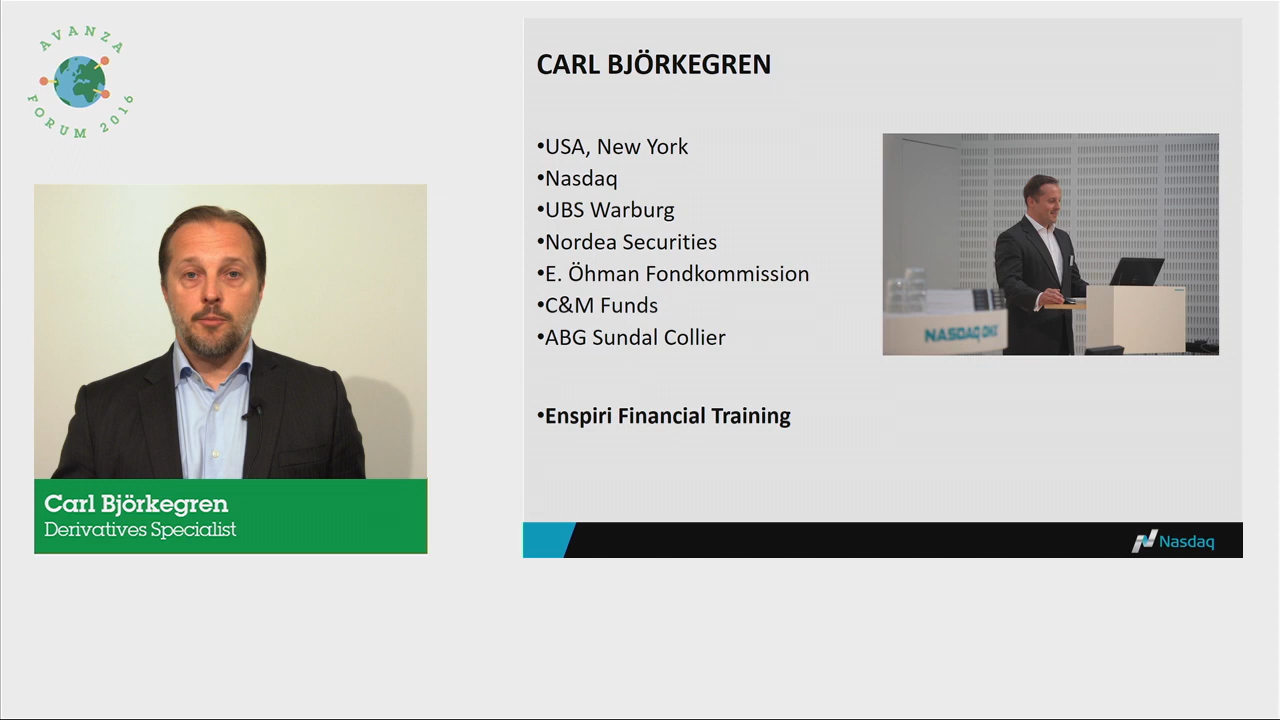 AVANZA
FORUM 2016
Carl Björkegren
Derivatives Specialist
CARL BJÖRKEGREN
•USA, New York
•Nasdaq
•UBS Warburg
•Nordea Securities
•E. Öhman Fondkommission
•C&M Funds
•ABG Sundal Collier
•Enspiri Financial Training
NASDAQ OMX
Nasdaq